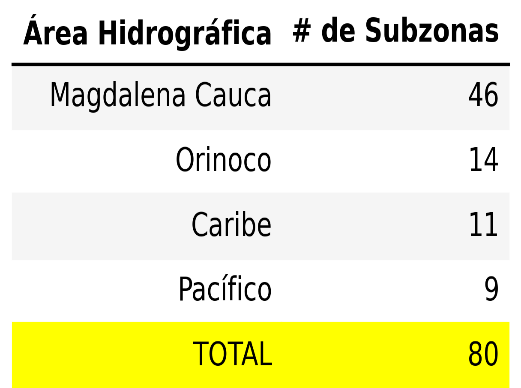 Área Hidrográfica # de Subzonas
Magdalena Cauca 46
Orinoco 14
Caribe 11
Pacífico 9
TOTAL 80